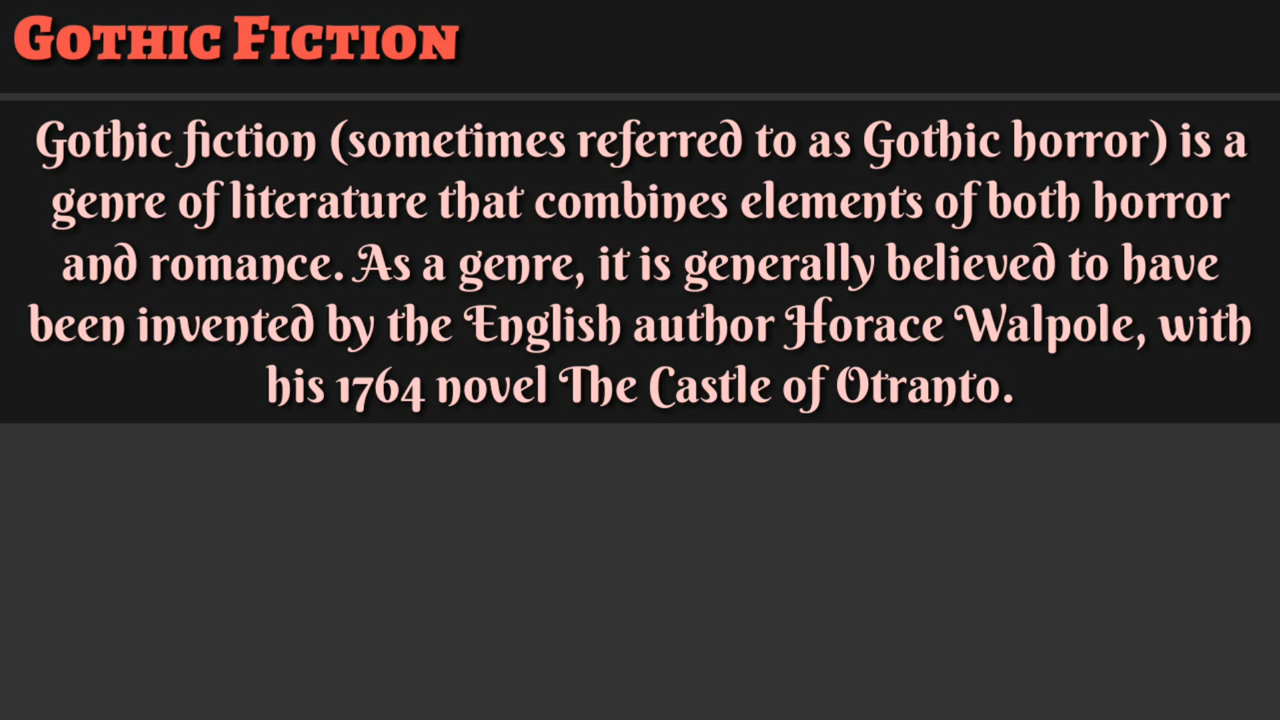 Gothic Fiction
Gothic fiction (sometimes referred to as Gothic horror) is a
genre of literature that combines elements of both horror
and romance. As a genre, it is generally believed to have
been invented by the English author Horace Walpole, with
his 1764 novel The Castle of Otranto.